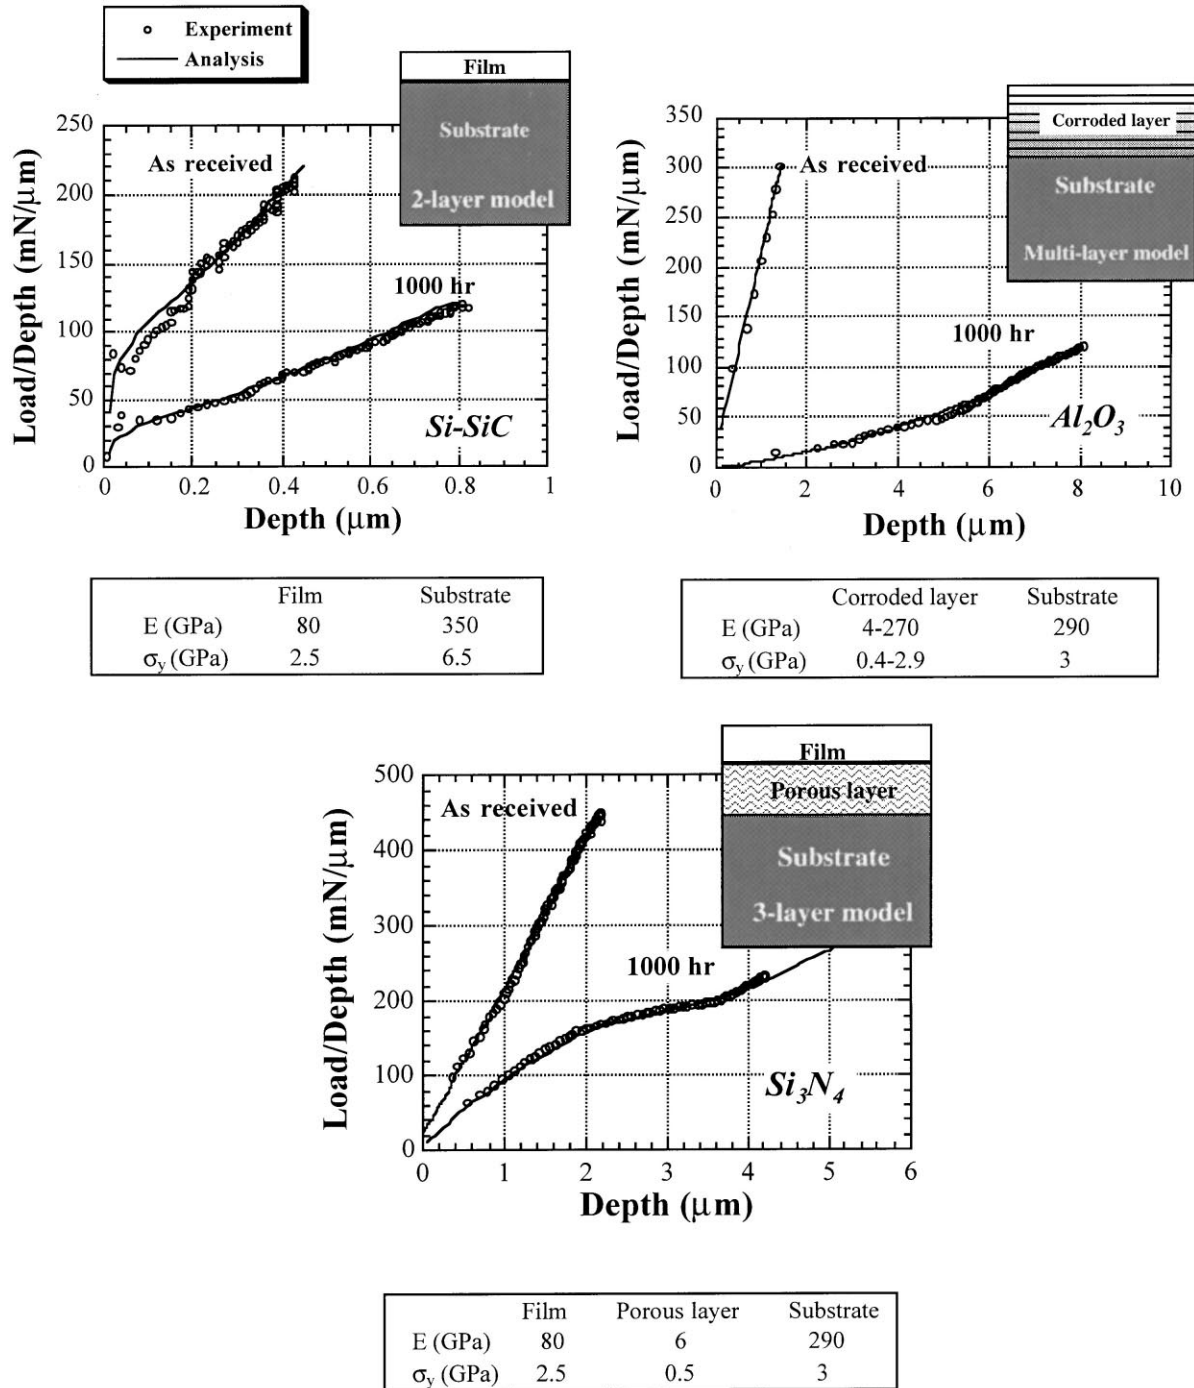 Experiment
Analysis
Film
Substrate
2-layer model
As received
1000 hr
Si-SiC
250
200
150
100
50
0
0.2
0.4
0.6
0.8
1
Load/Depth (mN/μm)
Depth (μm)
Corroded layer
Substrate
Multi-layer model
As received
1000 hr
Al₂O₃
350
300
250
200
150
100
50
0
0
2
4
6
8
10
Load/Depth (mN/μm)
Depth (μm)
Film Substrate
E (GPa) 80 350
σy (GPa) 2.5 6.5
Corroded layer Substrate
E (GPa) 4-270 290
σy (GPa) 0.4-2.9 3
Film
Porous layer
Substrate
3-layer model
As received
1000 hr
Si₃N₄
500
400
300
200
100
0
0
1
2
3
4
5
6
Load/Depth (mN/μm)
Depth (μm)
Film Porous layer Substrate
E (GPa) 80 6 290
σy (GPa) 2.5 0.5 3